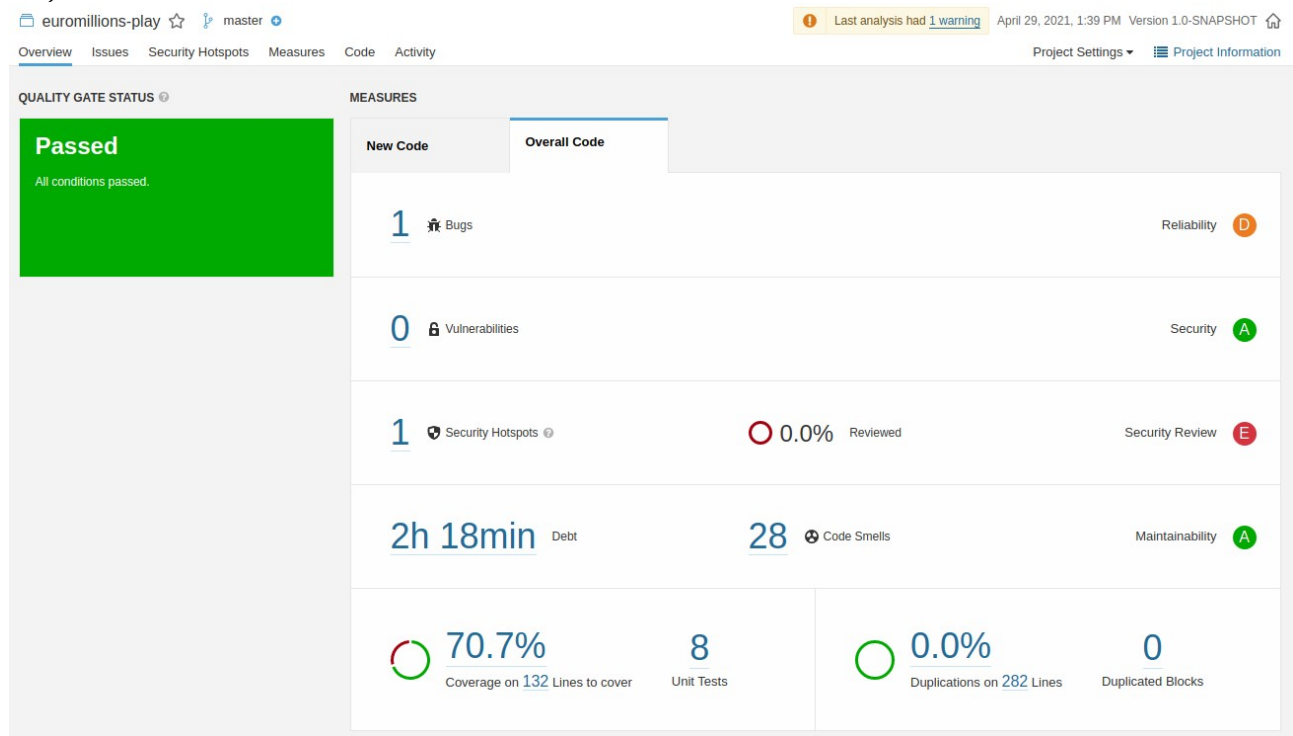 euromillions-play master
Last analysis had 1 warning April 29, 2021, 1:39 PM Version 1.0-SNAPSHOT
Overview Issues Security Hotspots Measures Code Activity
Project Settings Project Information
QUALITY GATE STATUS
Passed
All conditions passed.
MEASURES
New Code
Overall Code
1 Bugs
Reliability D
0 Vulnerabilities
Security A
1 Security Hotspots
0.0% Reviewed
Security Review E
2h 18min Debt
28 Code Smells
Maintainability A
70.7%
Coverage on 132 Lines to cover
8
Unit Tests
0.0%
Duplications on 282 Lines
0
Duplicated Blocks